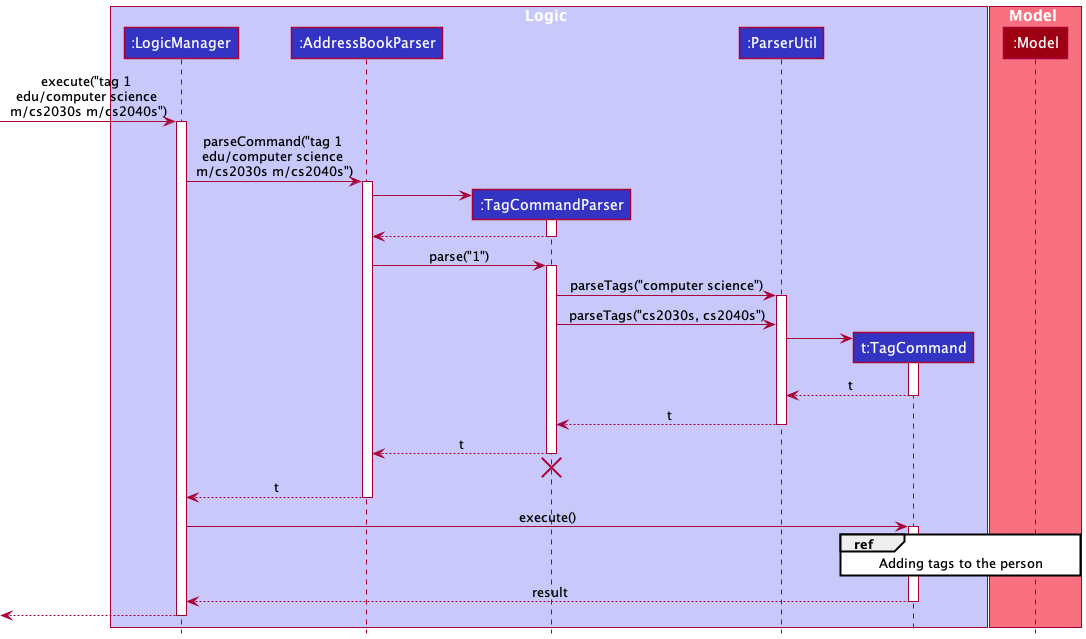 Logic
Model
:LogicManager
:AddressBookParser
:ParserUtil
:Model
execute("tag 1
edu/computer science
m/cs2030s m/cs2040s")
parseCommand("tag 1
edu/computer science
m/cs2030s m/cs2040s")
:TagCommandParser
parse("1")
parseTags("computer science")
parseTags("cs2030s, cs2040s")
t:TagCommand
t
t
t
t
execute()
ref
Adding tags to the person
result